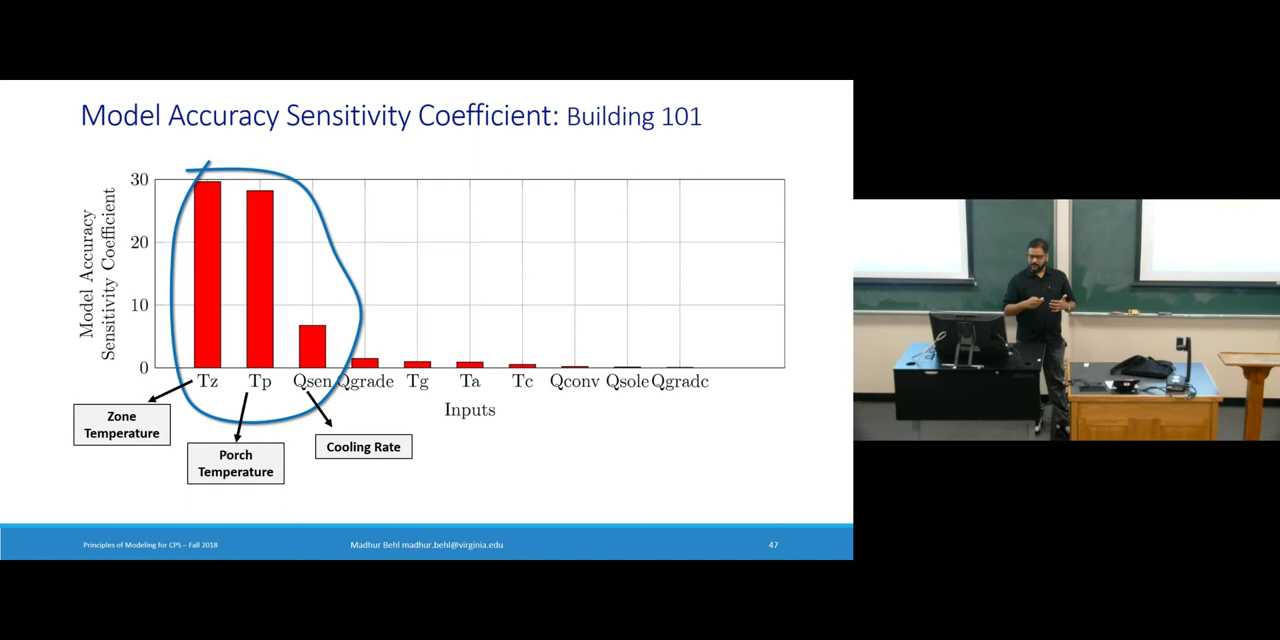 Model Accuracy Sensitivity Coefficient: Building 101
Model Accuracy
Sensitivity Coefficient
30
20
10
0
Tz Tp Qsen Qgrade Tg Ta Tc Qconv Qsole Qgradc
Inputs
Zone
Temperature
Porch
Temperature
Cooling Rate
Principles of Modeling for CPS – Fall 2018
Madhur Behl madhur.behl@virginia.edu
47